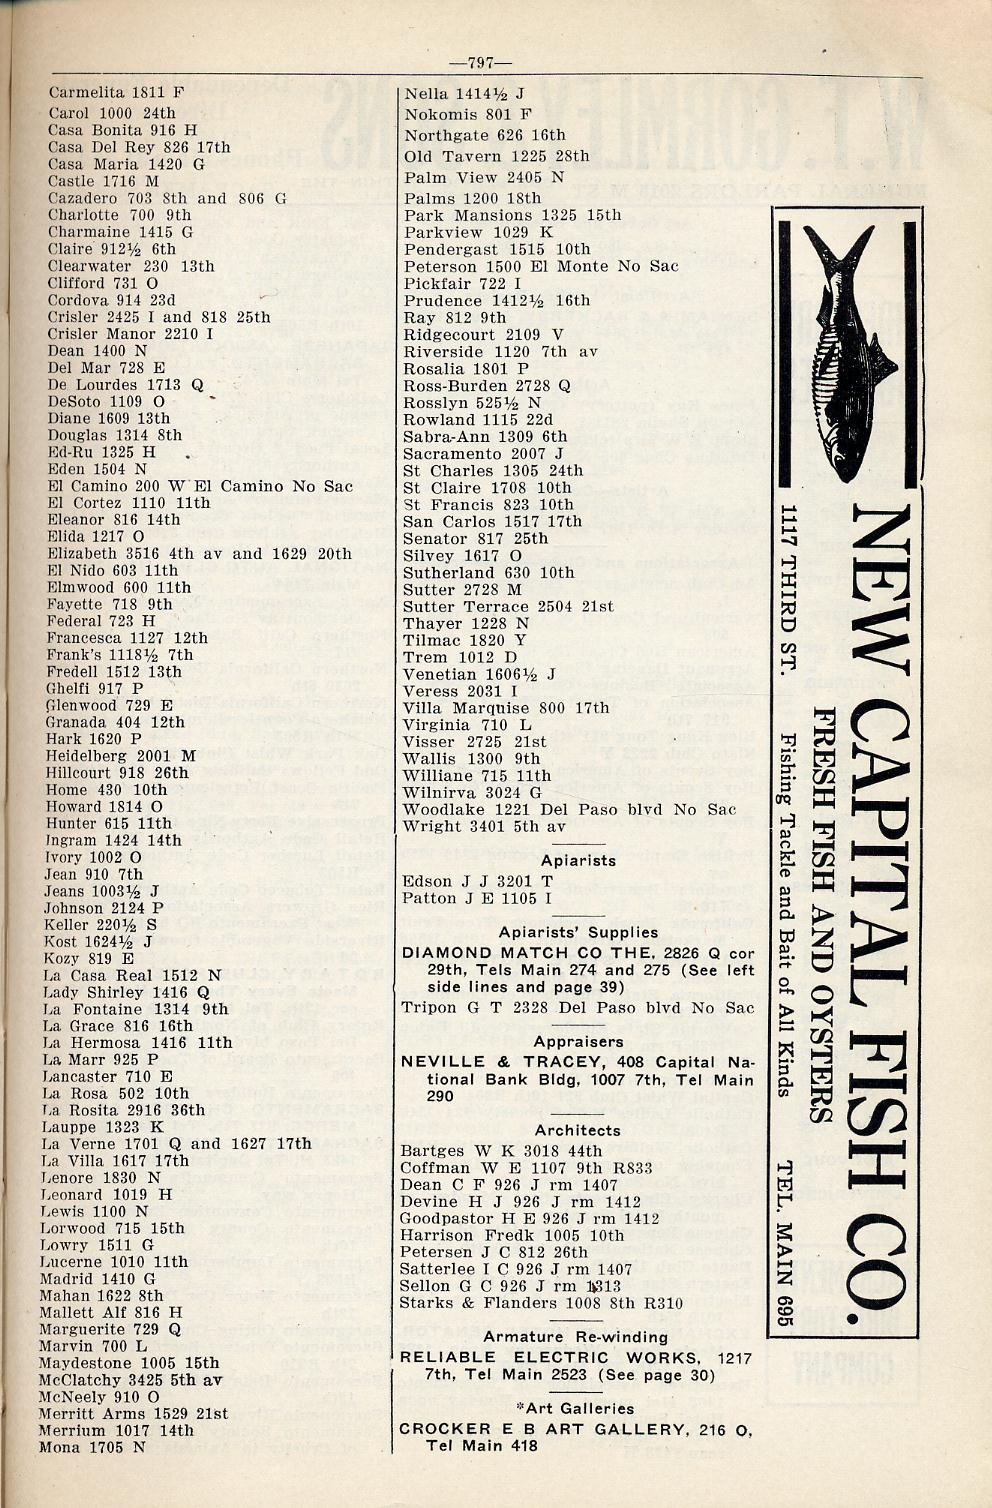 —797—
Carmelita 1811 F
Carol 1000 24th
Casa Bonita 916 H
Casa Del Rey 826 17th
Casa Maria 1420 G
Castle 1716 M
Cazadero 703 8th and 806 G
Charlotte 700 9th
Charmaine 1415 G
Claire 912½ 6th
Clearwater 230 13th
Clifford 731 O
Cordova 914 23d
Crisler 2425 I and 818 25th
Crisler Manor 2210 I
Dean 1400 N
Del Mar 728 E
De Lourdes 1713 Q
DeSoto 1109 O
Diane 1609 13th
Douglas 1314 8th
Ed-Ru 1325 H
Eden 1504 N
El Camino 200 W El Camino No Sac
El Cortez 1110 11th
Eleanor 816 14th
Elida 1217 O
Elizabeth 3516 4th av and 1629 20th
El Nido 603 11th
Elmwood 600 11th
Fayette 718 9th
Federal 723 H
Francesca 1127 12th
Frank's 1118½ 7th
Fredell 1512 13th
Ghelfi 917 P
Glenwood 729 E
Granada 404 12th
Hark 1620 P
Heidelberg 2001 M
Hillcourt 918 26th
Home 430 10th
Howard 1814 O
Hunter 615 11th
Ingram 1424 14th
Ivory 1002 O
Jean 910 7th
Jeans 1003½ J
Johnson 2124 P
Keller 220½ S
Kost 1624½ J
Kozy 819 E
La Casa Real 1512 N
Lady Shirley 1416 Q
La Fontaine 1314 9th
La Grace 816 16th
La Hermosa 1416 11th
La Marr 925 P
Lancaster 710 E
La Rosa 502 10th
La Rosita 2916 36th
Lauppe 1323 K
La Verne 1701 Q and 1627 17th
La Villa 1617 17th
Lenore 1830 N
Leonard 1019 H
Lewis 1100 N
Lorwood 715 15th
Lowry 1511 G
Lucerne 1010 11th
Madrid 1410 G
Mahan 1622 8th
Mallett Alf 816 H
Marguerite 729 Q
Marvin 700 L
Maydestone 1005 15th
McClatchy 3425 5th av
McNeely 910 O
Merritt Arms 1529 21st
Merrium 1017 14th
Mona 1705 N
Nella 1414½ J
Nokomis 801 F
Northgate 626 16th
Old Tavern 1225 28th
Palm View 2405 N
Palms 1200 18th
Park Mansions 1325 15th
Parkview 1029 K
Pendergast 1515 10th
Peterson 1500 El Monte No Sac
Pickfair 722 I
Prudence 1412½ 16th
Ray 812 9th
Ridgecourt 2109 V
Riverside 1120 7th av
Rosalia 1801 P
Ross-Burden 2728 Q
Rosslyn 525½ N
Rowland 1115 22d
Sabra-Ann 1309 6th
Sacramento 2007 J
St Charles 1305 24th
St Claire 1708 10th
St Francis 823 10th
San Carlos 1517 17th
Senator 817 25th
Silvey 1617 O
Sutherland 630 10th
Sutter 2728 M
Sutter Terrace 2504 21st
Thayer 1228 N
Tilmac 1820 Y
Trem 1012 D
Venetian 1606½ J
Veress 2031 I
Villa Marquise 800 17th
Virginia 710 L
Visser 2725 21st
Wallis 1300 9th
Williane 715 11th
Wilnirva 3024 G
Woodlake 1221 Del Paso blvd No Sac
Wright 3401 5th av
Apiarists
Edson J J 3201 T
Patton J E 1105 I
Apiarists' Supplies
DIAMOND MATCH CO THE, 2826 Q cor
29th, Tels Main 274 and 275 (See left
side lines and page 39)
Tripon G T 2328 Del Paso blvd No Sac
Appraisers
NEVILLE & TRACEY, 408 Capital Na-
tional Bank Bldg, 1007 7th, Tel Main
290
Architects
Bartges W K 3018 44th
Coffman W E 1107 9th R833
Dean C F 926 J rm 1407
Devine H J 926 J rm 1412
Goodpastor H E 926 J rm 1412
Harrison Fredk 1005 10th
Petersen J C 812 26th
Satterlee I C 926 J rm 1407
Sellon G C 926 J rm 1313
Starks & Flanders 1008 8th R310
Armature Re-winding
RELIABLE ELECTRIC WORKS, 1217
7th, Tel Main 2523 (See page 30)
*Art Galleries
CROCKER E B ART GALLERY, 216 O,
Tel Main 418
NEW CAPITAL FISH CO.
FRESH FISH AND OYSTERS
1117 THIRD ST. Fishing Tackle and Bait of All Kinds TEL. MAIN 695